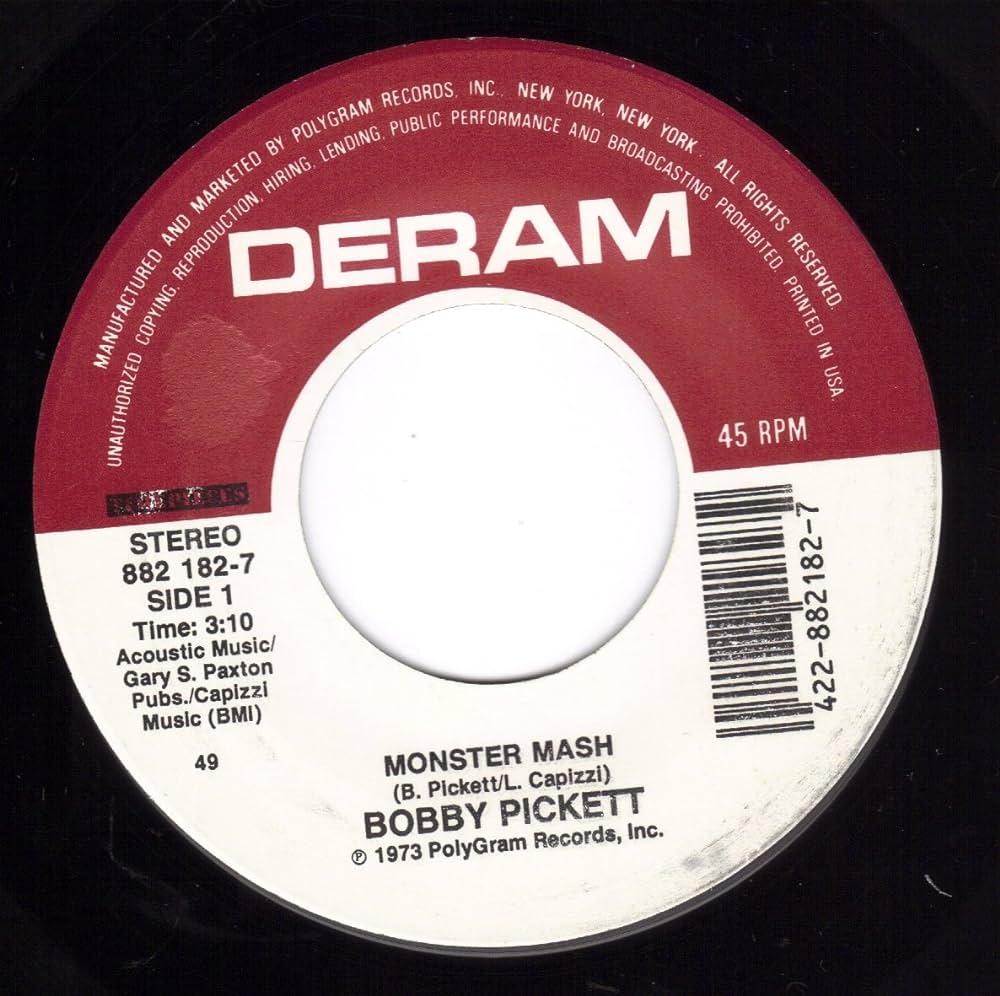 MANUFACTURED AND MARKETED BY POLYGRAM RECORDS, INC., NEW YORK, NEW YORK. ALL RIGHTS RESERVED.
UNAUTHORIZED COPYING, REPRODUCTION, HIRING, LENDING, PUBLIC PERFORMANCE AND BROADCASTING PROHIBITED. PRINTED IN USA.
DERAM
45 RPM
STEREO
882 182-7
SIDE 1
Time: 3:10
Acoustic Music/
Gary S. Paxton
Pubs./Capizzi
Music (BMI)
49
422-882182-7
MONSTER MASH
(B. Pickett/L. Capizzi)
BOBBY PICKETT
℗ 1973 PolyGram Records, Inc.